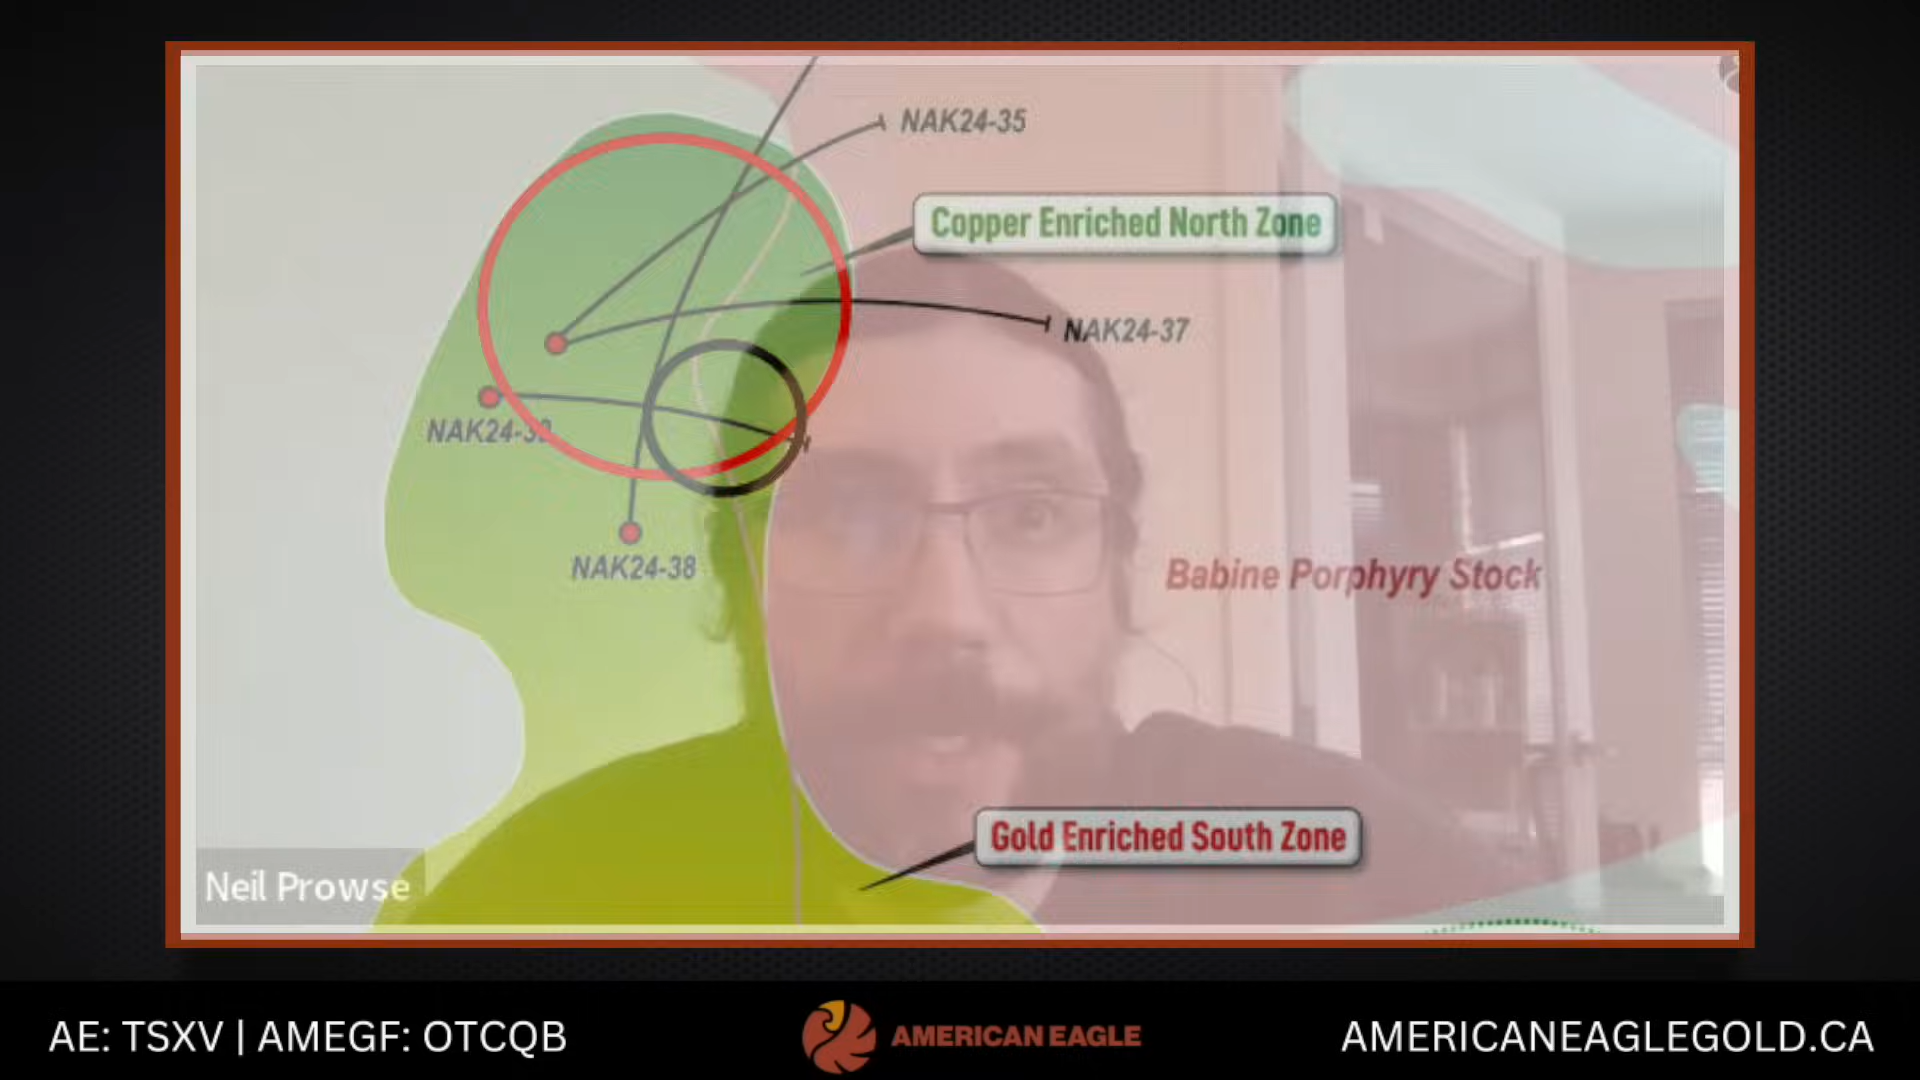 NAK24-35
Copper Enriched North Zone
NAK24-37
NAK24-38
Babine Porphyry Stock
Gold Enriched South Zone
Neil Prowse
AE: TSXV | AMEGF: OTCQB
AMERICAN EAGLE
AMERICANEAGLEGOLD.CA